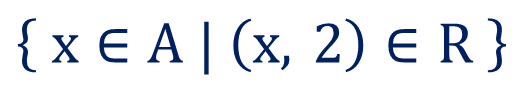 { x ∈ A | (x, 2) ∈ R }